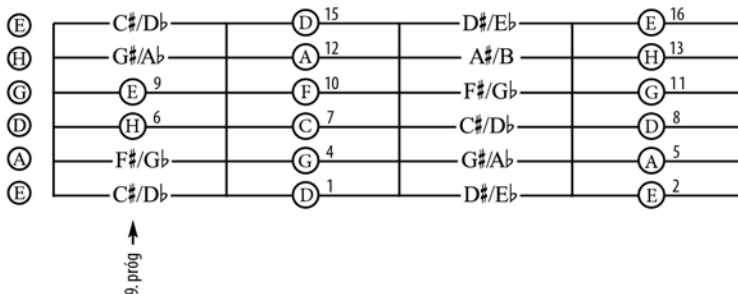 E C♯/D♭ D 15 D♯/E♭ E 16
H G♯/A♭ A 12 A♯/B H 13
G E 9 F 10 F♯/G♭ G 11
D H 6 C 7 C♯/D♭ D 8
A F♯/G♭ G 4 G♯/A♭ A 5
E C♯/D♭ D 1 D♯/E♭ E 2
9. próg